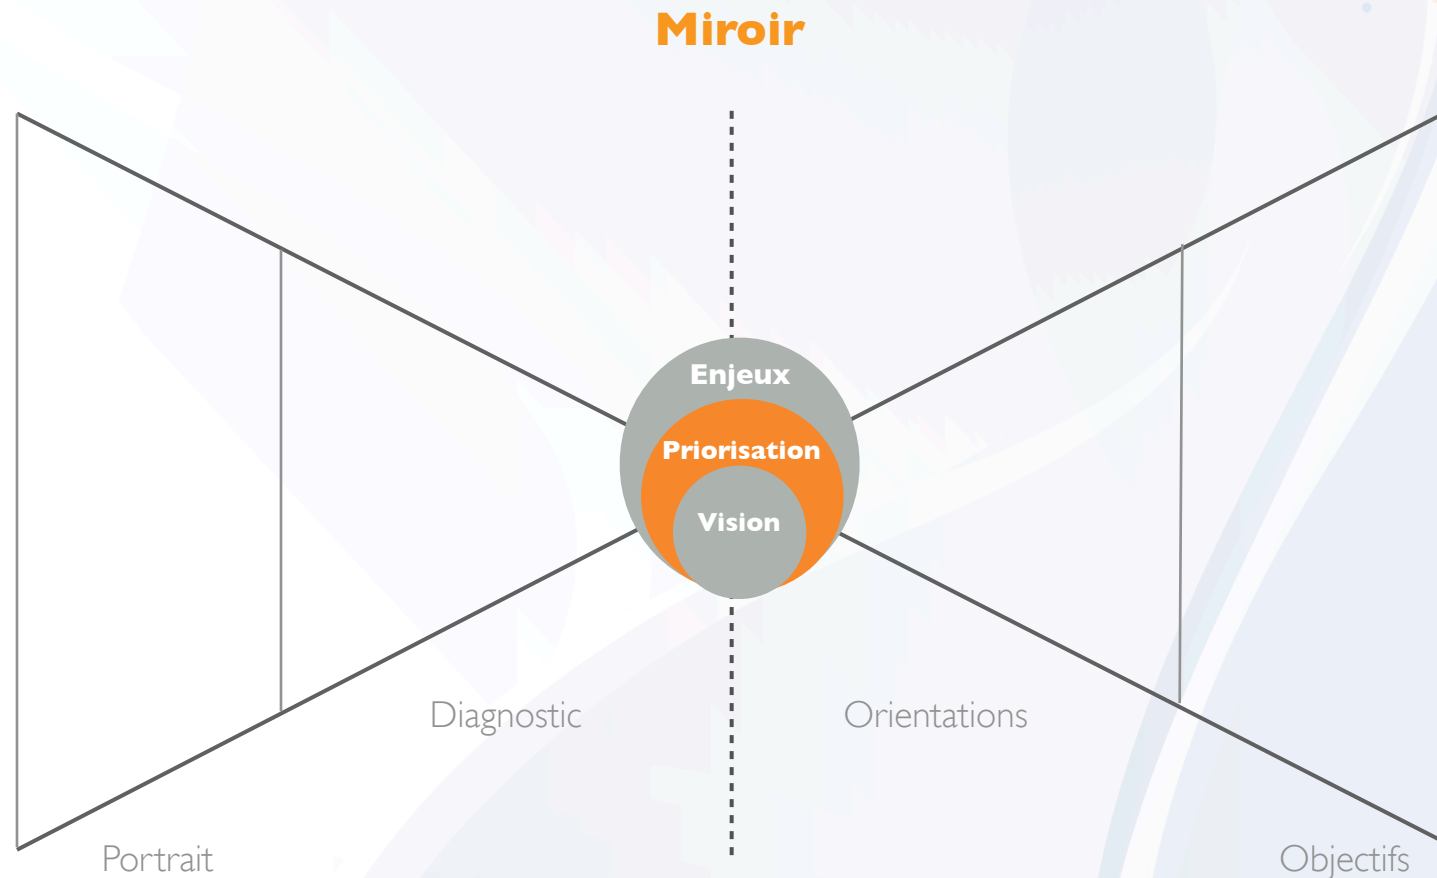 Miroir
Enjeux
Priorisation
Vision
Diagnostic
Orientations
Portrait
Objectifs